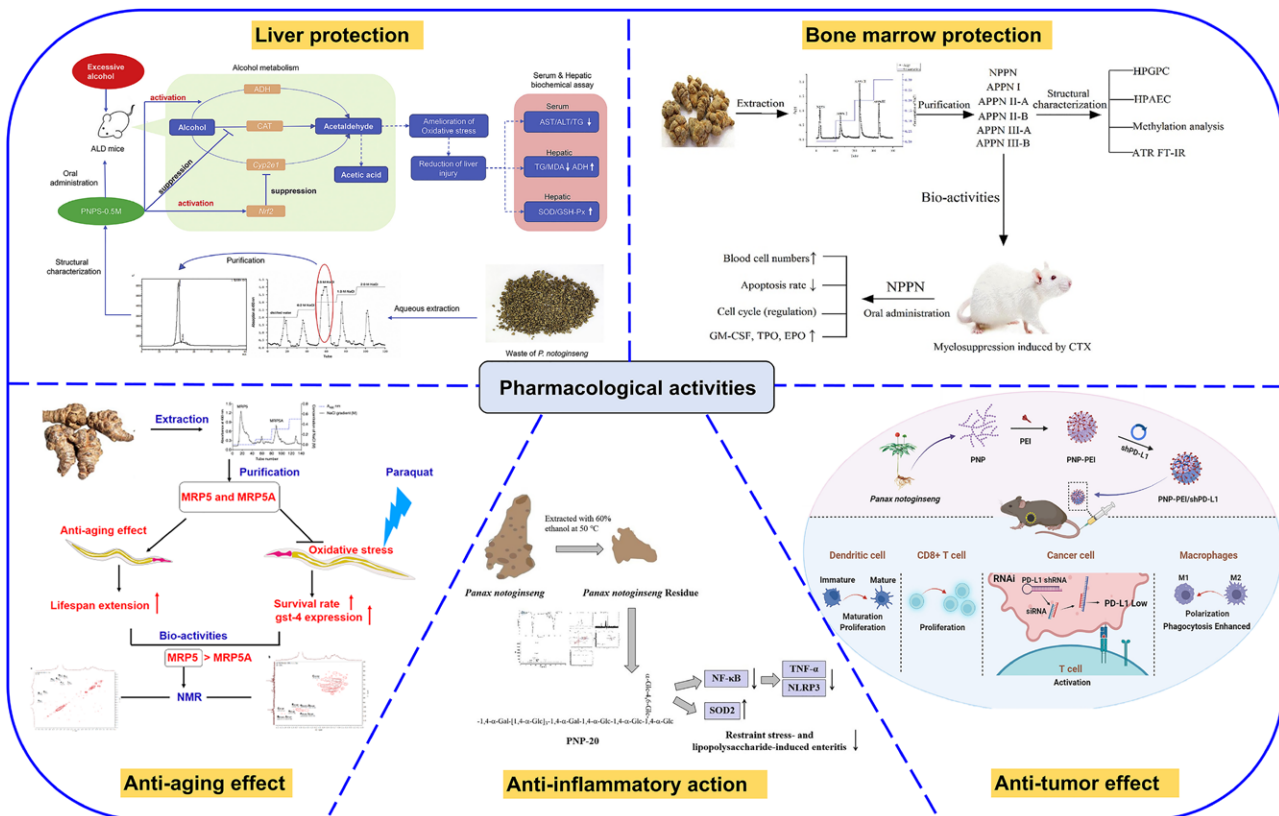 Liver protection
Excessive
alcohol
Alcohol metabolism
Serum & Hepatic
biochemical assay
activation
ADH
Serum
Alcohol
CAT
Acetaldehyde
Amelioration of
Oxidative stress
AST/ALT/TG ↓
ALD mice
Hepatic
Cyp2e1
Acetic acid
Reduction of liver
injury
TG/MDA ↓ ADH ↑
Oral
administration
suppression
suppression
Hepatic
PNPS-0.5M
activation
Nrf2
SOD/GSH-Px ↑
Structural
characterization
Purification
Aqueous extraction
Waste of P. notoginseng
Bone marrow protection
Extraction
Purification
NPPN
APPN I
APPN II-A
APPN II-B
APPN III-A
APPN III-B
Structural
characterization
HPGPC
HPAEC
Methylation analysis
ATR FT-IR
Bio-activities
Blood cell numbers ↑
Apoptosis rate ↓
Cell cycle (regulation)
GM-CSF, TPO, EPO ↑
NPPN
Oral administration
Myelosuppression induced by CTX
Pharmacological activities
Extraction
MRP5
MRP5A
Tube number
Purification
Paraquat
MRP5 and MRP5A
Anti-aging effect
Oxidative stress
Lifespan extension ↑
Survival rate ↑
gst-4 expression ↑
Bio-activities
MRP5 > MRP5A
NMR
Anti-aging effect
Extracted with 60%
ethanol at 50 °C
Panax notoginseng
Panax notoginseng Residue
α-Glc-4,β-Glc
NF-κB ↓
TNF-α
NLRP3 ↓
SOD2 ↑
-1,4-α-Gal-[1,4-α-Glc]₂-1,4-α-Gal-1,4-α-Glc-1,4-α-Glc-1,4-α-Glc
PNP-20
Restraint stress- and
lipopolysaccharide-induced enteritis ↓
Anti-inflammatory action
Panax notoginseng
PNP
PEI
PNP-PEI
shPD-L1
PNP-PEI/shPD-L1
Dendritic cell
CD8+ T cell
Cancer cell
Macrophages
Immature
Mature
Maturation
Proliferation
Proliferation
RNAi
PD-L1 shRNA
siRNA
PD-L1 Low
T cell
Activation
M1
M2
Polarization
Phagocytosis Enhanced
Anti-tumor effect